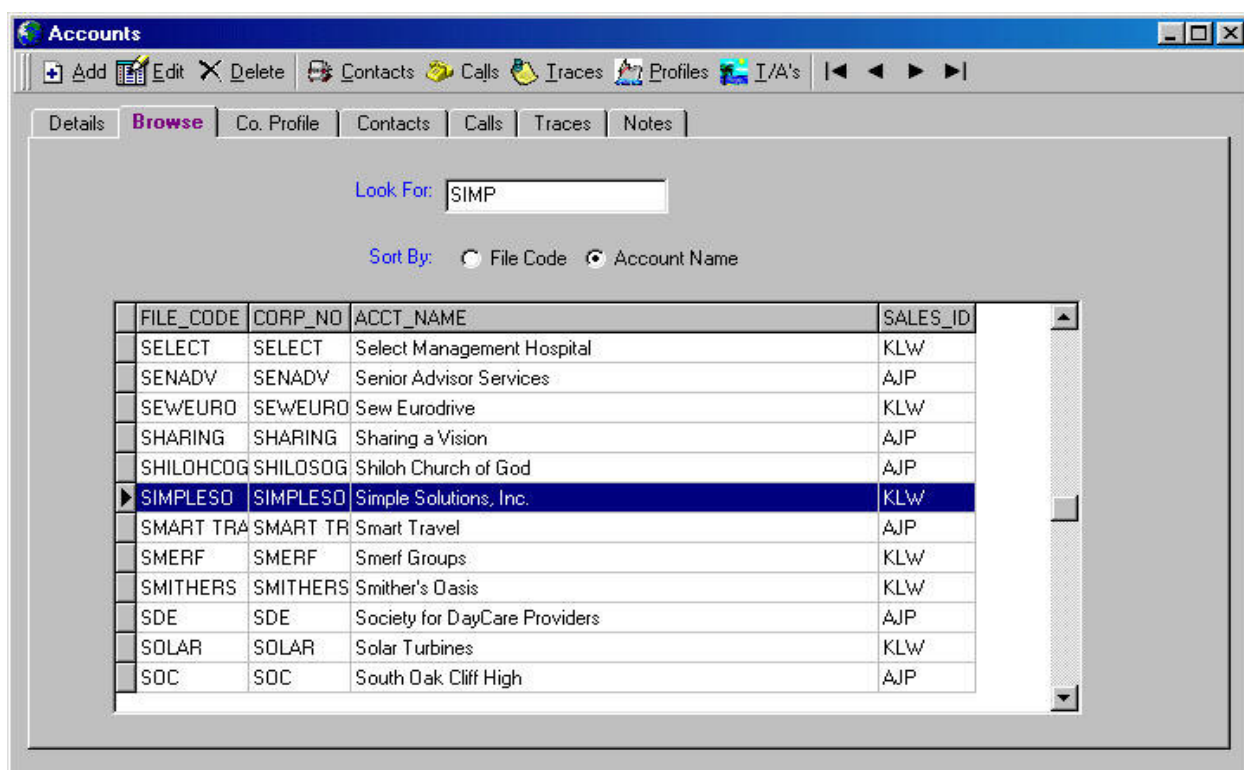 Accounts
Add Edit Delete Contacts Calls Traces Profiles T/A's
Details Browse Co. Profile Contacts Calls Traces Notes
Look For: SIMP
Sort By: File Code Account Name
FILE_CODE CORP_NO ACCT_NAME SALES_ID
SELECT SELECT Select Management Hospital KLW
SENADV SENADV Senior Advisor Services AJP
SEWEURO SEWEURO Sew Eurodrive KLW
SHARING SHARING Sharing a Vision AJP
SHILOHCOG SHILOSOG Shiloh Church of God AJP
SIMPLESO SIMPLESO Simple Solutions, Inc. KLW
SMART TRA SMART TR Smart Travel AJP
SMERF SMERF Smerf Groups KLW
SMITHERS SMITHERS Smither's Oasis KLW
SDE SDE Society for DayCare Providers AJP
SOLAR SOLAR Solar Turbines KLW
SOC SOC South Oak Cliff High AJP